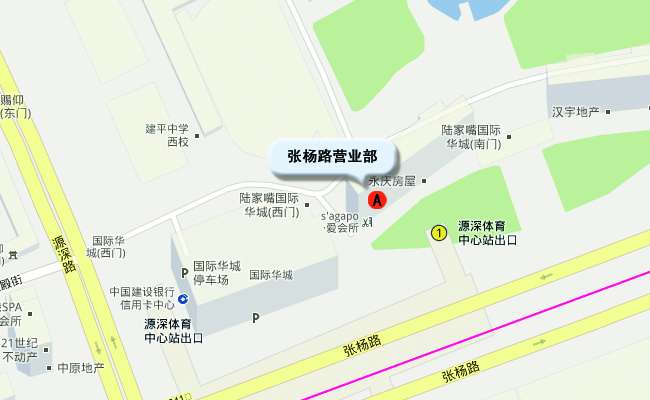 赐仰
(东门)
建平中学
西校
汉宇地产
陆家嘴国际
华城(南门)
张杨路营业部
永庆房屋
A
陆家嘴国际
华城(西门)
s'agapo
·爱会所
1
源深体育
中心站出口
源深路
国际华
城(西门)
殿街
P
国际华城
停车场
国际华城
中国建设银行
信用卡中心
SPA
会所
P
源深体育
中心站出口
21世纪
不动产
中原地产
张杨路
张杨路